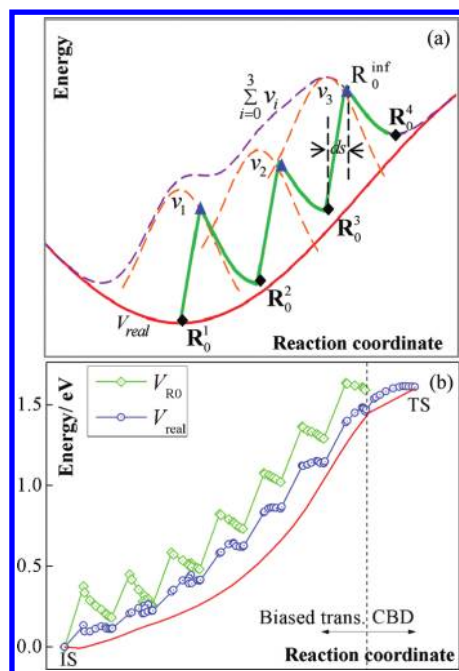 (a)
Energy
3
∑ v_i
i=0
v_1
v_2
v_3
R_0^inf
ds
R_0^4
R_0^3
R_0^2
R_0^1
V_real
Reaction coordinate
(b)
Energy/ eV
V_R0
V_real
1.5
1.0
0.5
0.0
IS
TS
Biased trans. CBD
Reaction coordinate